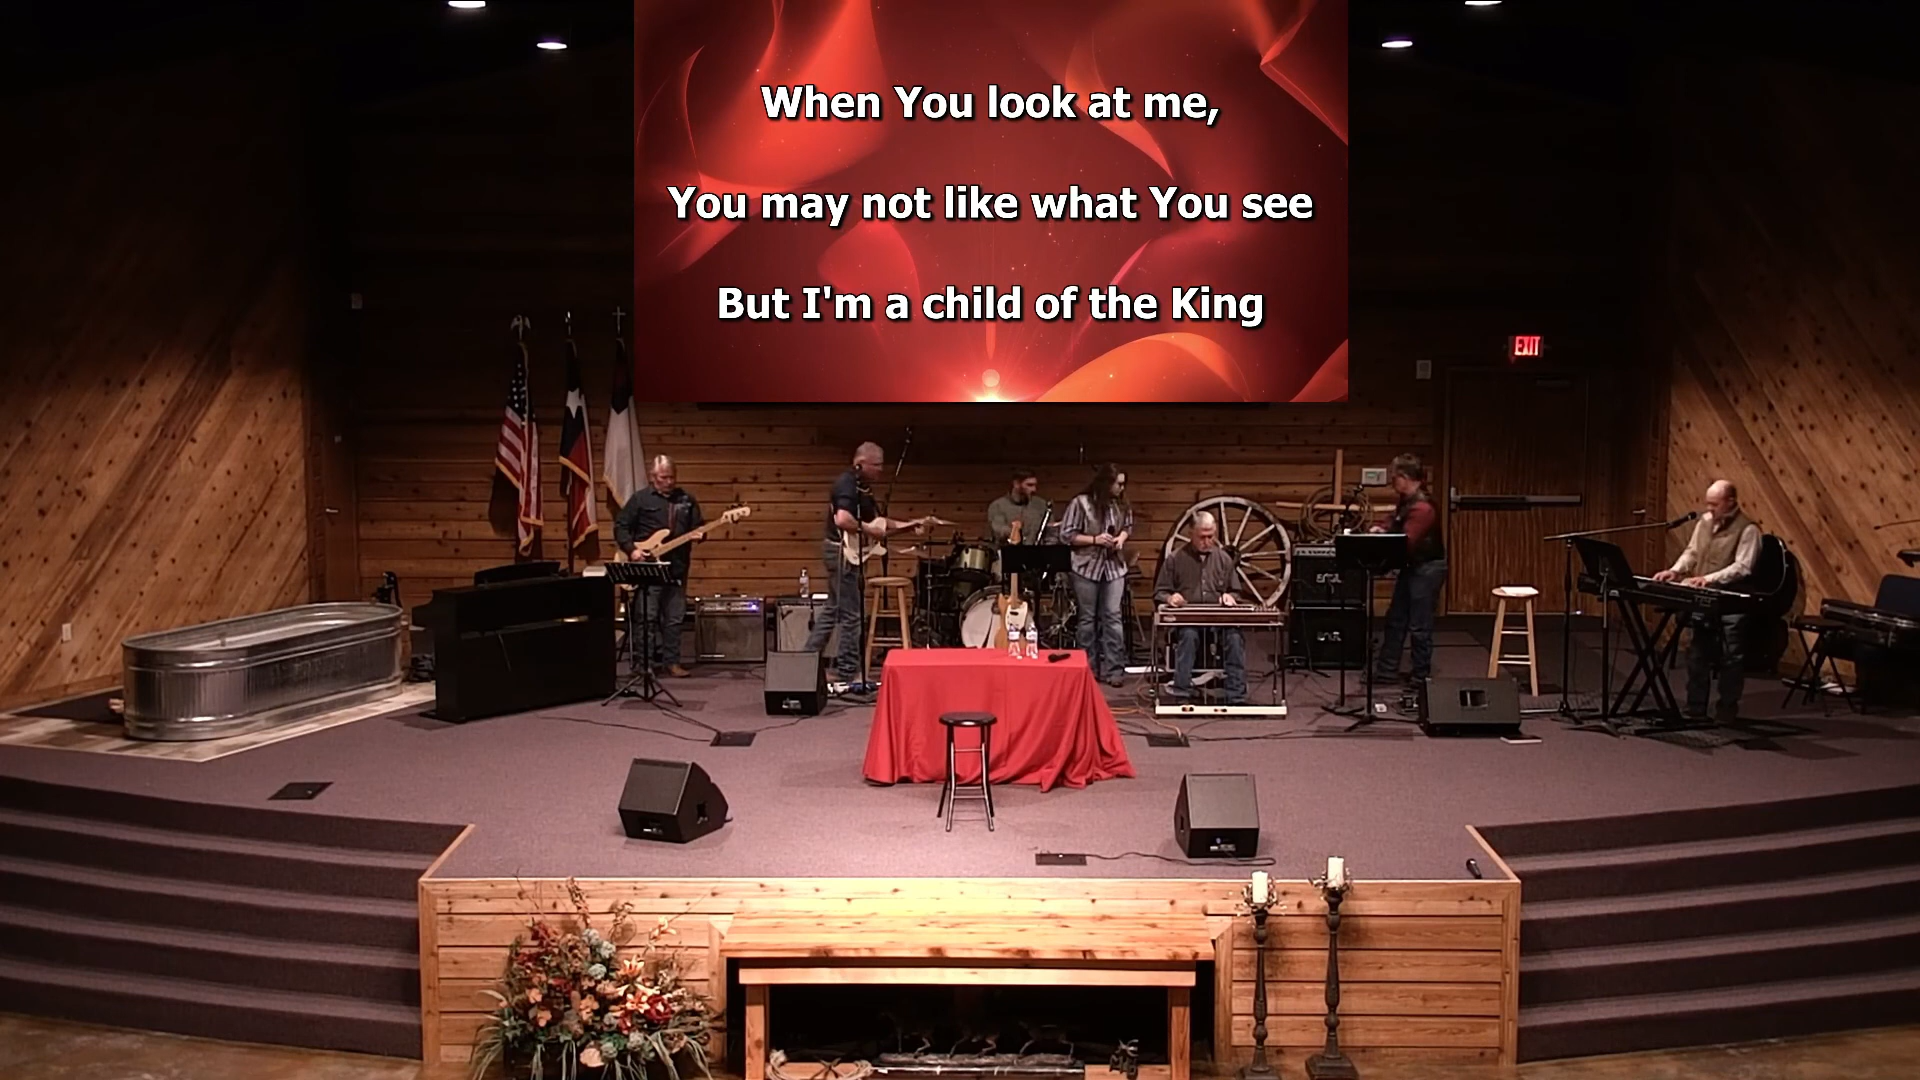 When You look at me,
You may not like what You see
But I'm a child of the King
EXIT